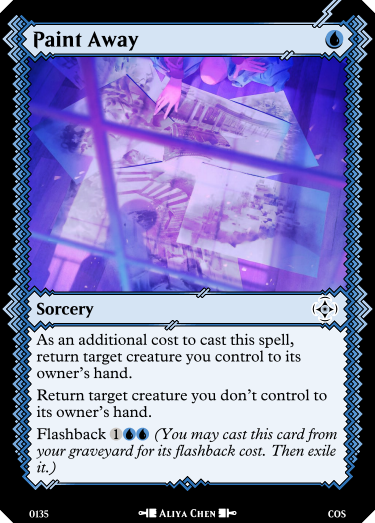 Paint Away
Sorcery
As an additional cost to cast this spell,
return target creature you control to its
owner's hand.
Return target creature you don't control to
its owner's hand.
Flashback 1 (You may cast this card from
your graveyard for its flashback cost. Then exile
it.)
0135 Aliya Chen COS